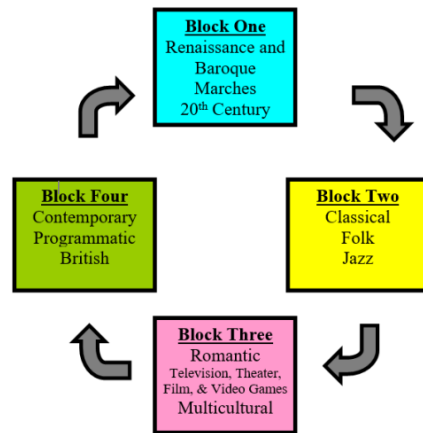 Block One
Renaissance and
Baroque
Marches
20th Century
Block Two
Classical
Folk
Jazz
Block Three
Romantic
Television, Theater,
Film, & Video Games
Multicultural
Block Four
Contemporary
Programmatic
British